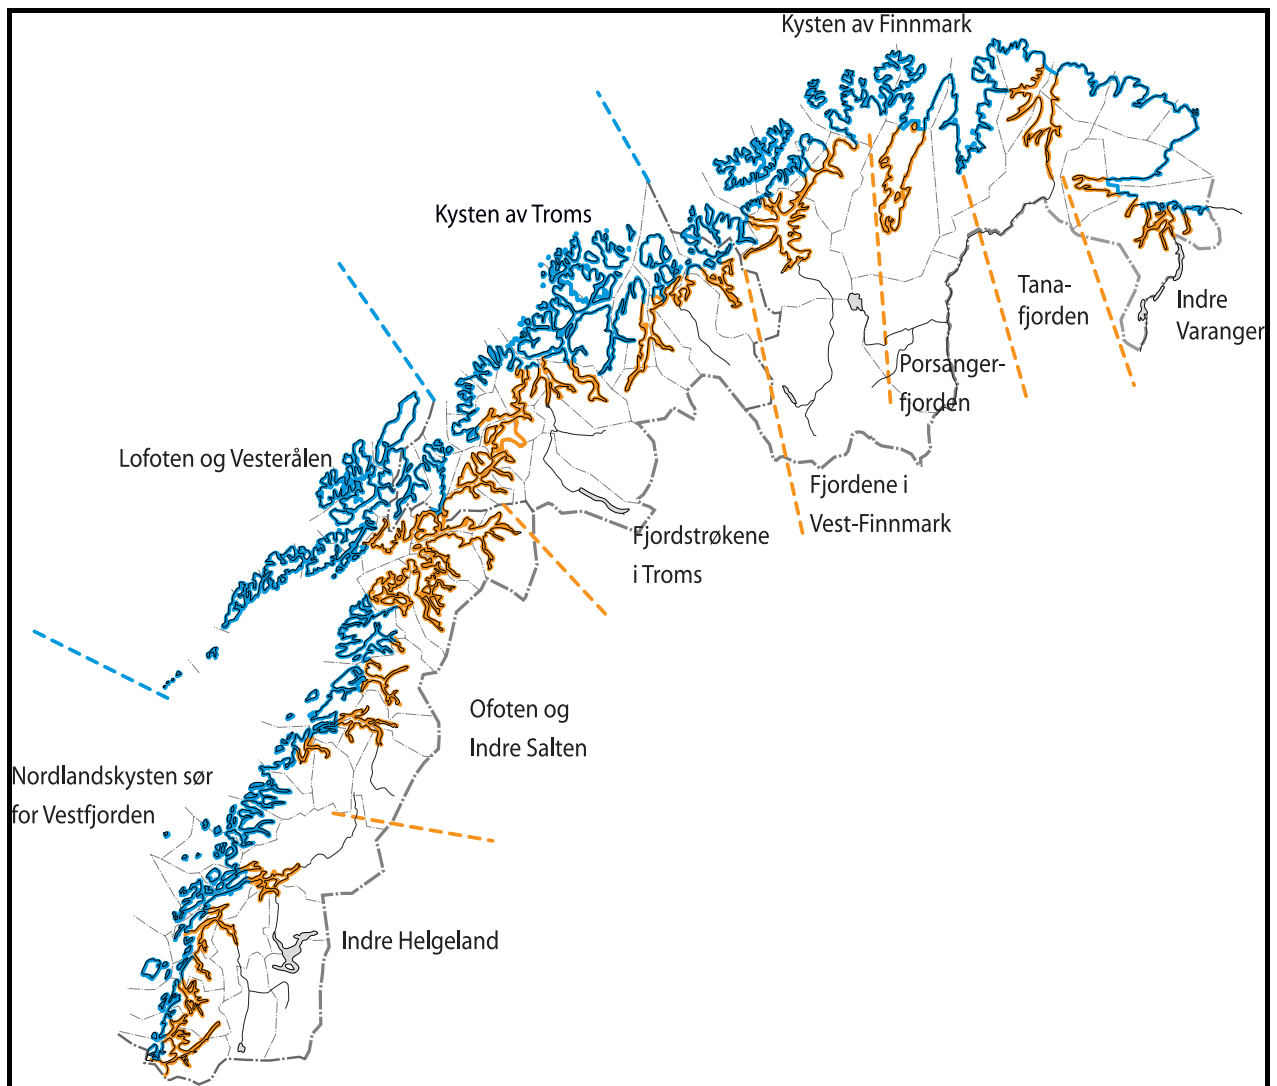 Kysten av Finnmark
Kysten av Troms
Tana-
fjorden
Indre
Varanger
Porsanger-
fjorden
Lofoten og Vesterålen
Fjordene i
Vest-Finnmark
Fjordstrøkene
i Troms
Ofoten og
Indre Salten
Nordlandskysten sør
for Vestfjorden
Indre Helgeland